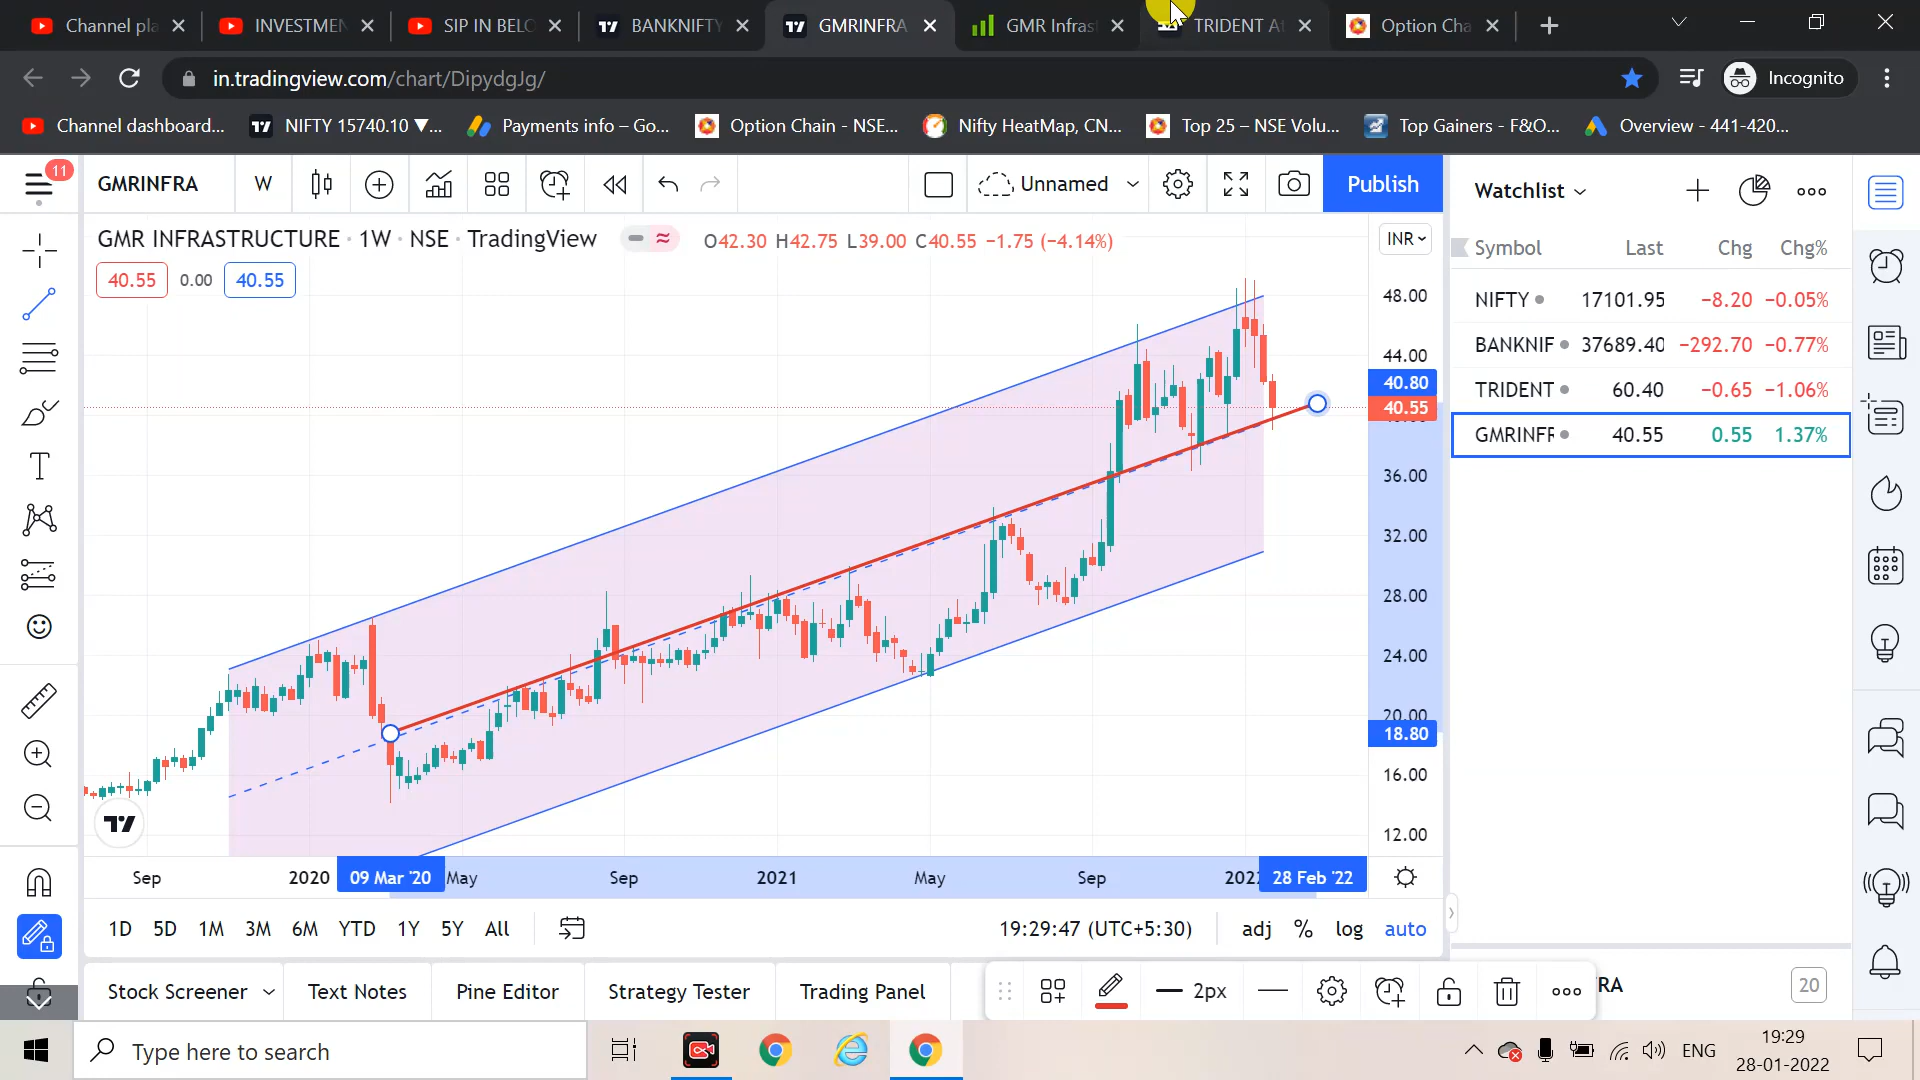 Channel pla INVESTMEN SIP IN BELO BANKNIFTY GMRINFRA GMR Infras TRIDENT A Option Cha
in.tradingview.com/chart/DipydgJg/ Incognito
Channel dashboard... NIFTY 15740.10 ▼... Payments info – Go... Option Chain - NSE... Nifty HeatMap, CN... Top 25 – NSE Volu... Top Gainers - F&O... Overview - 441-420...
11
GMRINFRA W Unnamed Publish
Watchlist
GMR INFRASTRUCTURE · 1W · NSE · TradingView O42.30 H42.75 L39.00 C40.55 −1.75 (−4.14%) INR
40.55 0.00 40.55
Symbol Last Chg Chg%
NIFTY 17101.95 −8.20 −0.05%
BANKNIF 37689.40 −292.70 −0.77%
TRIDENT 60.40 −0.65 −1.06%
GMRINFR 40.55 0.55 1.37%
48.00
44.00
40.80
40.55
36.00
32.00
28.00
24.00
20.00
18.80
16.00
12.00
Sep 2020 09 Mar '20 May Sep 2021 May Sep 2022 28 Feb '22
1D 5D 1M 3M 6M YTD 1Y 5Y All 19:29:47 (UTC+5:30) adj % log auto
Stock Screener Text Notes Pine Editor Strategy Tester Trading Panel 2px RA 20
Type here to search ENG 19:29
28-01-2022